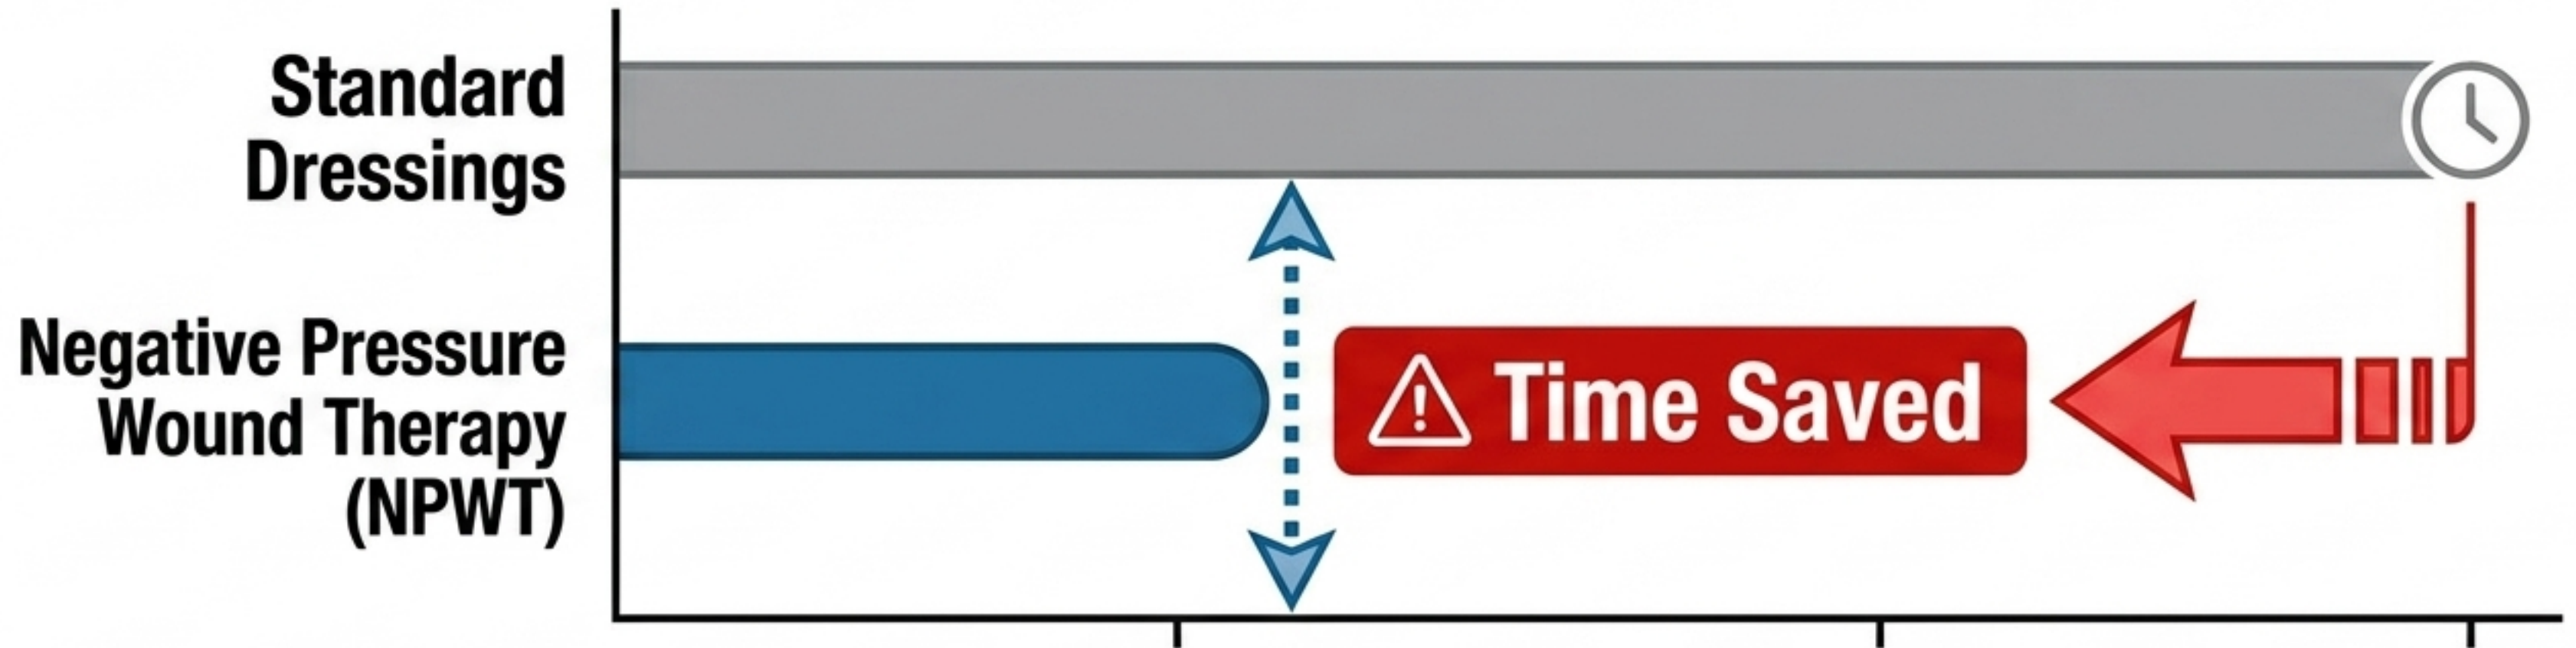 Standard
Dressings
Negative Pressure
Wound Therapy
(NPWT)
Time Saved